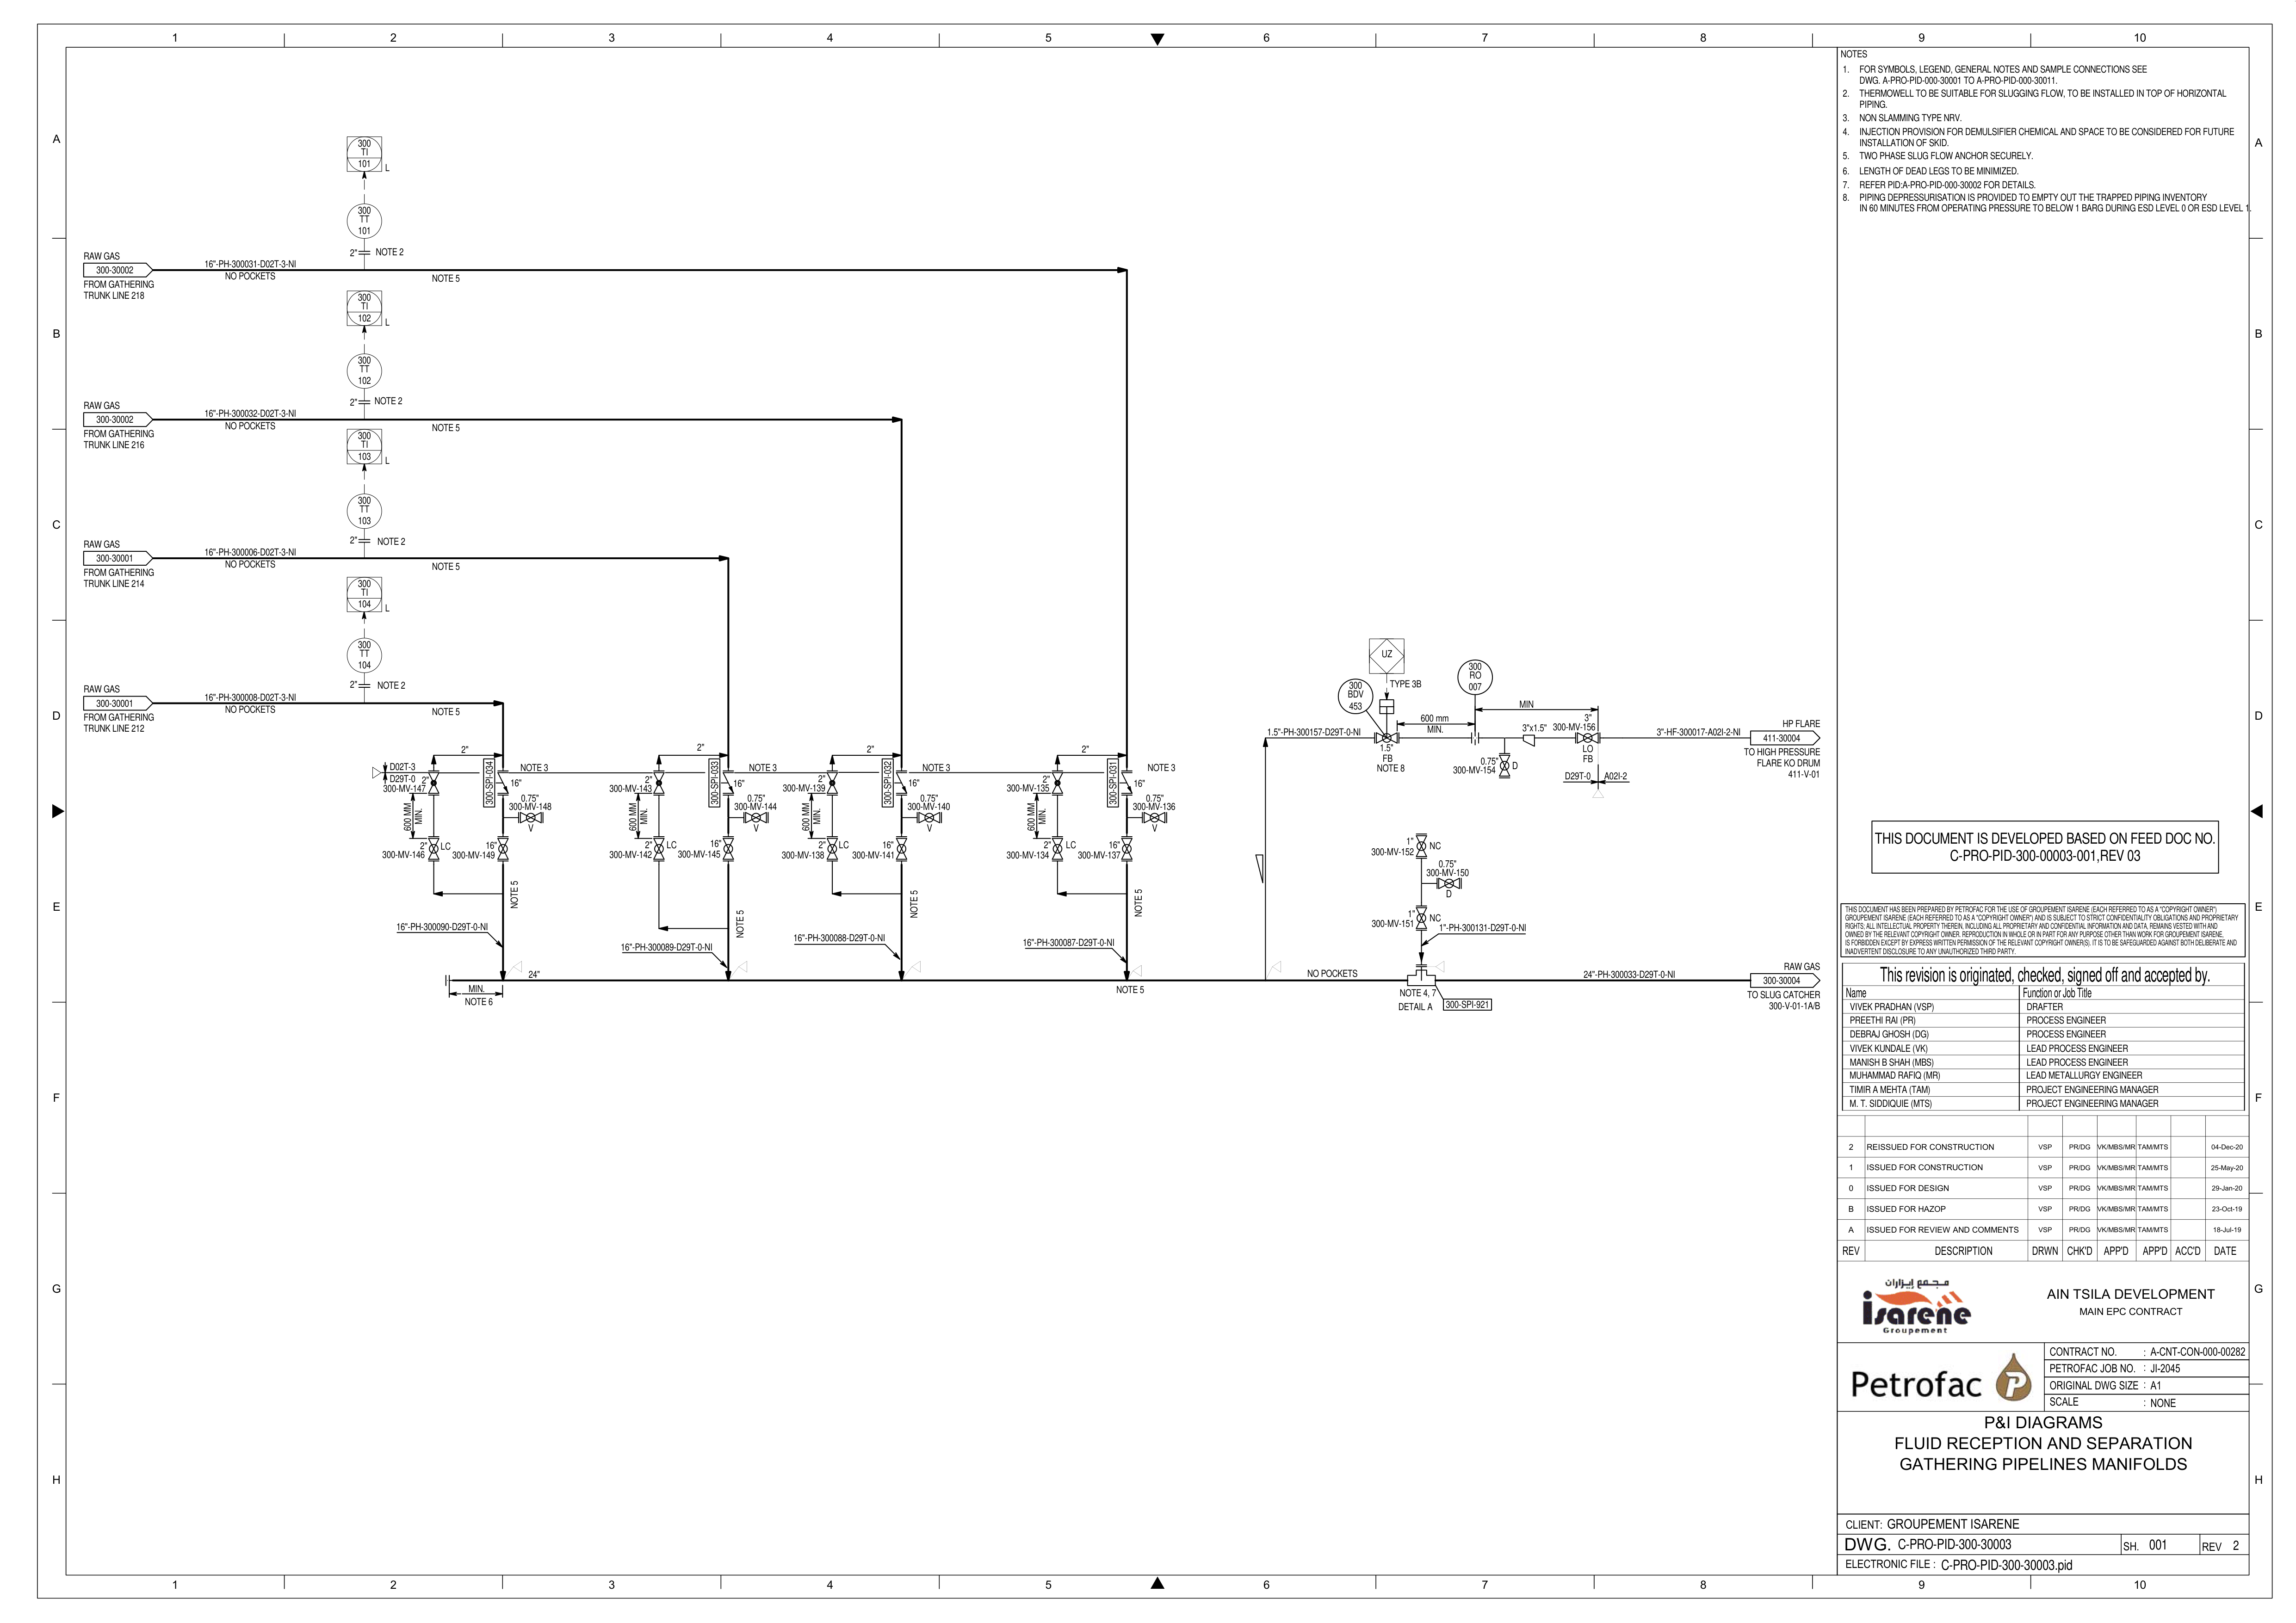 1 2 3 4 5 6 7 8 9 10
A
B
C
D
E
F
G
H
300
TI
101
L
300
TT
101
2" NOTE 2
RAW GAS
300-30002
FROM GATHERING
TRUNK LINE 218
16"-PH-300031-D02T-3-NI
NO POCKETS
NOTE 5
300
TI
102
L
300
TT
102
2" NOTE 2
RAW GAS
300-30002
FROM GATHERING
TRUNK LINE 216
16"-PH-300032-D02T-3-NI
NO POCKETS
NOTE 5
300
TI
103
L
300
TT
103
2" NOTE 2
RAW GAS
300-30001
FROM GATHERING
TRUNK LINE 214
16"-PH-300006-D02T-3-NI
NO POCKETS
NOTE 5
300
TI
104
L
300
TT
104
2" NOTE 2
RAW GAS
300-30001
FROM GATHERING
TRUNK LINE 212
16"-PH-300008-D02T-3-NI
NO POCKETS
NOTE 5
2"
D02T-3
D29T-0
2"
300-MV-147
300-SPI-034
NOTE 3
16"
0.75"
300-MV-148
V
600 MM
MIN.
2"
LC
300-MV-146
16"
300-MV-149
NOTE 5
16"-PH-300090-D29T-0-NI
2"
2"
300-MV-143
300-SPI-033
NOTE 3
16"
0.75"
300-MV-144
V
600 MM
MIN.
2"
LC
300-MV-142
16"
300-MV-145
NOTE 5
16"-PH-300089-D29T-0-NI
2"
2"
300-MV-139
300-SPI-032
NOTE 3
16"
0.75"
300-MV-140
V
600 MM
MIN.
2"
LC
300-MV-138
16"
300-MV-141
NOTE 5
16"-PH-300088-D29T-0-NI
2"
2"
300-MV-135
300-SPI-031
NOTE 3
16"
0.75"
300-MV-136
V
600 MM
MIN.
2"
LC
300-MV-134
16"
300-MV-137
NOTE 5
16"-PH-300087-D29T-0-NI
24"
MIN.
NOTE 6
NOTE 5
UZ
TYPE 3B
300
BDV
453
300
RO
007
600 mm
MIN.
MIN
1.5"-PH-300157-D29T-0-NI
1.5"
FB
NOTE 8
0.75"
300-MV-154
D
3"x1.5"
3"
300-MV-156
LO
FB
D29T-0 A02I-2
3"-HF-300017-A02I-2-NI
HP FLARE
411-30004
TO HIGH PRESSURE
FLARE KO DRUM
411-V-01
1"
300-MV-152
NC
0.75"
300-MV-150
D
1"
300-MV-151
NC
1"-PH-300131-D29T-0-NI
NO POCKETS
NOTE 4, 7
DETAIL A
300-SPI-921
24"-PH-300033-D29T-0-NI
RAW GAS
300-30004
TO SLUG CATCHER
300-V-01-1A/B
NOTES
1. FOR SYMBOLS, LEGEND, GENERAL NOTES AND SAMPLE CONNECTIONS SEE
DWG. A-PRO-PID-000-30001 TO A-PRO-PID-000-30011.
2. THERMOWELL TO BE SUITABLE FOR SLUGGING FLOW, TO BE INSTALLED IN TOP OF HORIZONTAL
PIPING.
3. NON SLAMMING TYPE NRV.
4. INJECTION PROVISION FOR DEMULSIFIER CHEMICAL AND SPACE TO BE CONSIDERED FOR FUTURE
INSTALLATION OF SKID.
5. TWO PHASE SLUG FLOW ANCHOR SECURELY.
6. LENGTH OF DEAD LEGS TO BE MINIMIZED.
7. REFER PID:A-PRO-PID-000-30002 FOR DETAILS.
8. PIPING DEPRESSURISATION IS PROVIDED TO EMPTY OUT THE TRAPPED PIPING INVENTORY
IN 60 MINUTES FROM OPERATING PRESSURE TO BELOW 1 BARG DURING ESD LEVEL 0 OR ESD LEVEL 1.
THIS DOCUMENT IS DEVELOPED BASED ON FEED DOC NO.
C-PRO-PID-300-00003-001,REV 03
THIS DOCUMENT HAS BEEN PREPARED BY PETROFAC FOR THE USE OF GROUPEMENT ISARENE (EACH REFERRED TO AS A "COPYRIGHT OWNER")
GROUPEMENT ISARENE (EACH REFERRED TO AS A "COPYRIGHT OWNER") AND IS SUBJECT TO STRICT CONFIDENTIALITY OBLIGATIONS AND PROPRIETARY
RIGHTS; ALL INTELLECTUAL PROPERTY THEREIN, INCLUDING ALL PROPRIETARY AND CONFIDENTIAL INFORMATION AND DATA, REMAINS VESTED WITH AND
OWNED BY THE RELEVANT COPYRIGHT OWNER. REPRODUCTION IN WHOLE OR IN PART FOR ANY PURPOSE OTHER THAN WORK FOR GROUPEMENT ISARENE,
IS FORBIDDEN EXCEPT BY EXPRESS WRITTEN PERMISSION OF THE RELEVANT COPYRIGHT OWNER(S). IT IS TO BE SAFEGUARDED AGAINST BOTH DELIBERATE AND
INADVERTENT DISCLOSURE TO ANY UNAUTHORIZED THIRD PARTY.
This revision is originated, checked, signed off and accepted by.
Name Function or Job Title
VIVEK PRADHAN (VSP) DRAFTER
PREETHI RAI (PR) PROCESS ENGINEER
DEBRAJ GHOSH (DG) PROCESS ENGINEER
VIVEK KUNDALE (VK) LEAD PROCESS ENGINEER
MANISH B SHAH (MBS) LEAD PROCESS ENGINEER
MUHAMMAD RAFIQ (MR) LEAD METALLURGY ENGINEER
TIMIR A MEHTA (TAM) PROJECT ENGINEERING MANAGER
M. T. SIDDIQUIE (MTS) PROJECT ENGINEERING MANAGER
2 REISSUED FOR CONSTRUCTION VSP PR/DG VK/MBS/MR TAM/MTS 04-Dec-20
1 ISSUED FOR CONSTRUCTION VSP PR/DG VK/MBS/MR TAM/MTS 25-May-20
0 ISSUED FOR DESIGN VSP PR/DG VK/MBS/MR TAM/MTS 29-Jan-20
B ISSUED FOR HAZOP VSP PR/DG VK/MBS/MR TAM/MTS 23-Oct-19
A ISSUED FOR REVIEW AND COMMENTS VSP PR/DG VK/MBS/MR TAM/MTS 18-Jul-19
REV DESCRIPTION DRWN CHK'D APP'D APP'D ACC'D DATE
مجمع إيزاران
isarene
Groupement
AIN TSILA DEVELOPMENT
MAIN EPC CONTRACT
Petrofac
CONTRACT NO. : A-CNT-CON-000-00282
PETROFAC JOB NO. : JI-2045
ORIGINAL DWG SIZE : A1
SCALE : NONE
P&I DIAGRAMS
FLUID RECEPTION AND SEPARATION
GATHERING PIPELINES MANIFOLDS
CLIENT: GROUPEMENT ISARENE
DWG. C-PRO-PID-300-30003 SH. 001 REV 2
ELECTRONIC FILE : C-PRO-PID-300-30003.pid
A
B
C
D
E
F
G
H
1 2 3 4 5 6 7 8 9 10